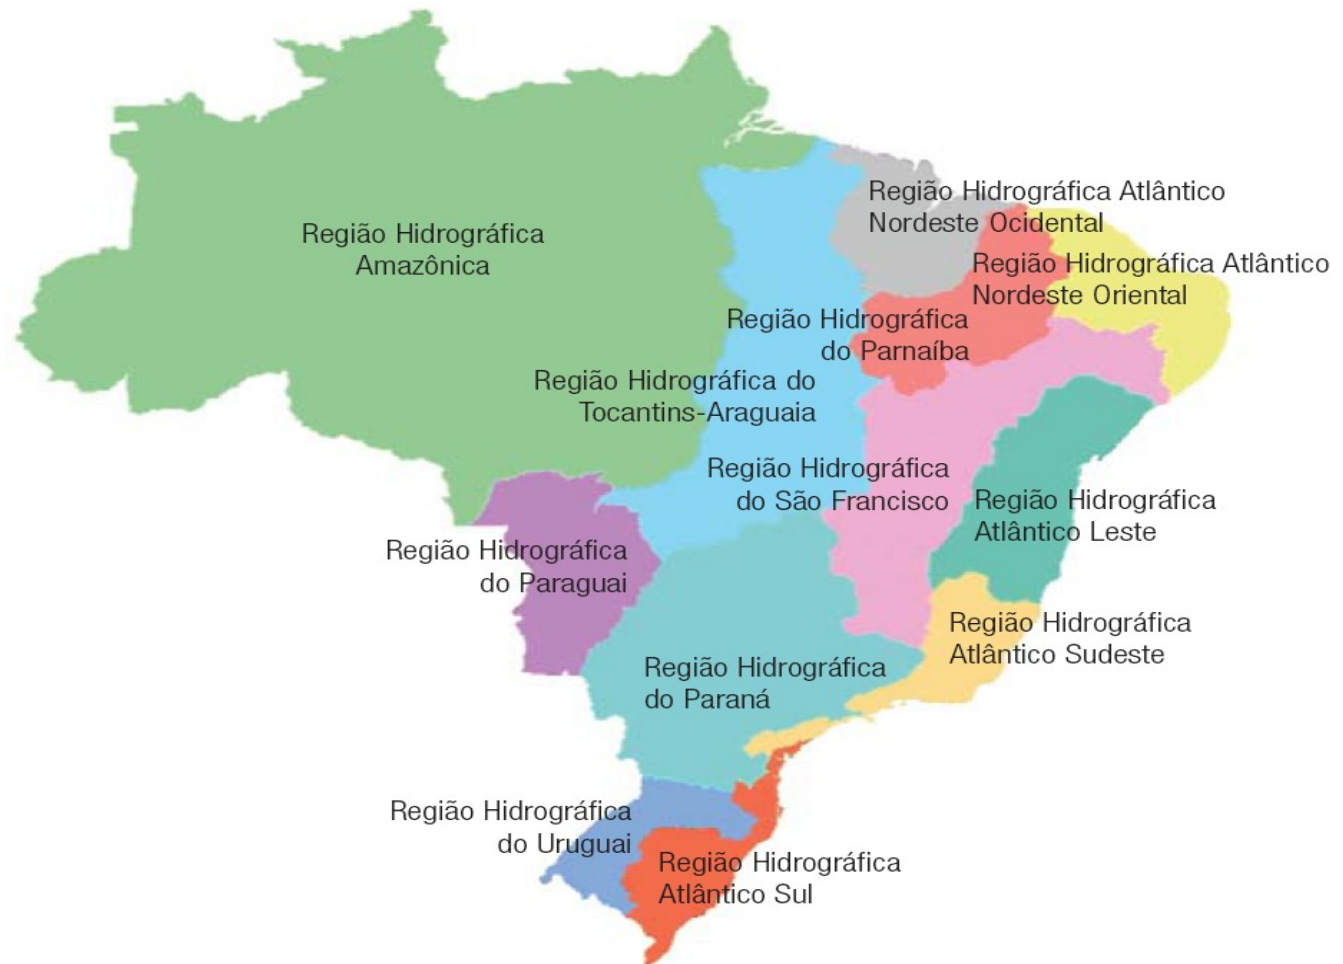 Região Hidrográfica Atlântico
Nordeste Ocidental
Região Hidrográfica
Amazônica
Região Hidrográfica Atlântico
Nordeste Oriental
Região Hidrográfica
do Parnaíba
Região Hidrográfica do
Tocantins-Araguaia
Região Hidrográfica
do São Francisco
Região Hidrográfica
Atlântico Leste
Região Hidrográfica
do Paraguai
Região Hidrográfica
Atlântico Sudeste
Região Hidrográfica
do Paraná
Região Hidrográfica
do Uruguai
Região Hidrográfica
Atlântico Sul